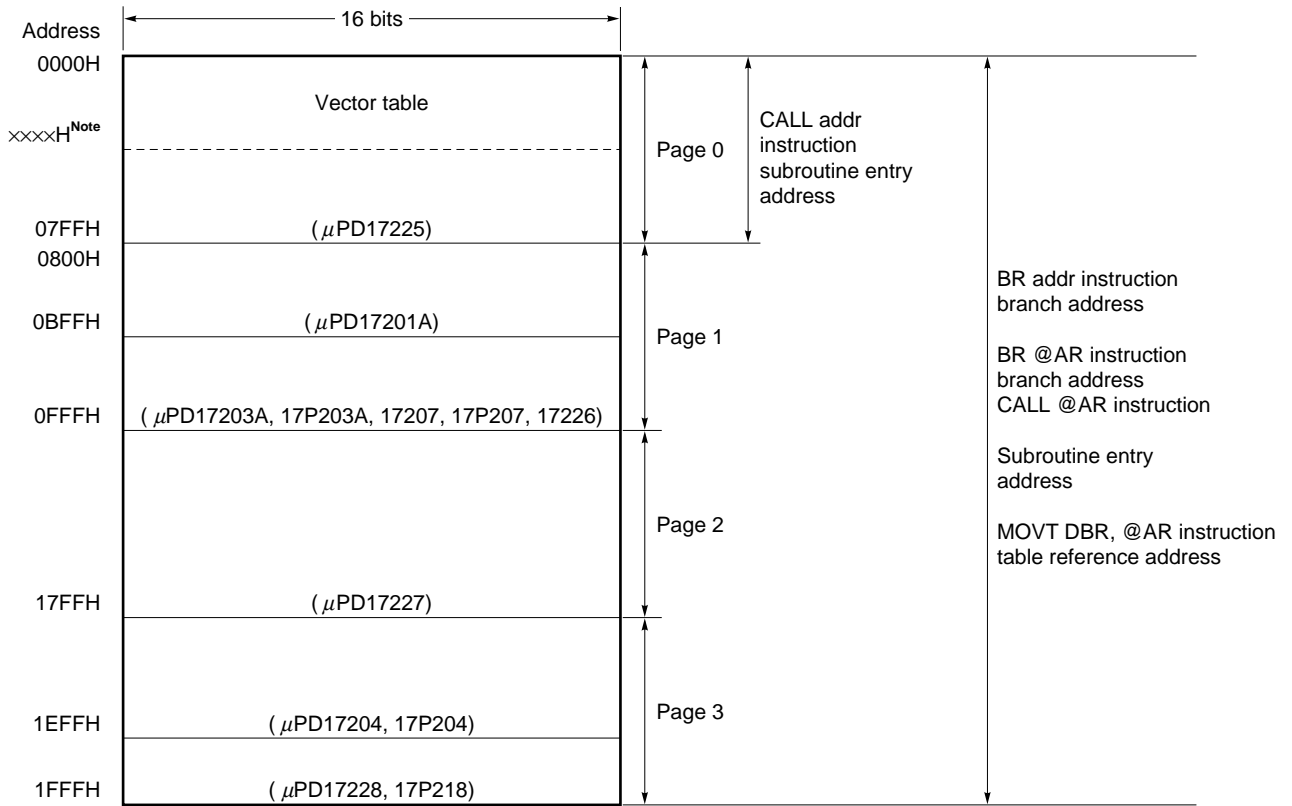 16 bits
Address
0000H
Vector table
××××H Note
CALL addr
instruction
subroutine entry
address
Page 0
07FFH
(μPD17225)
0800H
BR addr instruction
branch address
0BFFH
(μPD17201A)
Page 1
BR @AR instruction
branch address
CALL @AR instruction
0FFFH
(μPD17203A, 17P203A, 17207, 17P207, 17226)
Subroutine entry
address
Page 2
MOVT DBR, @AR instruction
table reference address
17FFH
(μPD17227)
Page 3
1EFFH
(μPD17204, 17P204)
1FFFH
(μPD17228, 17P218)